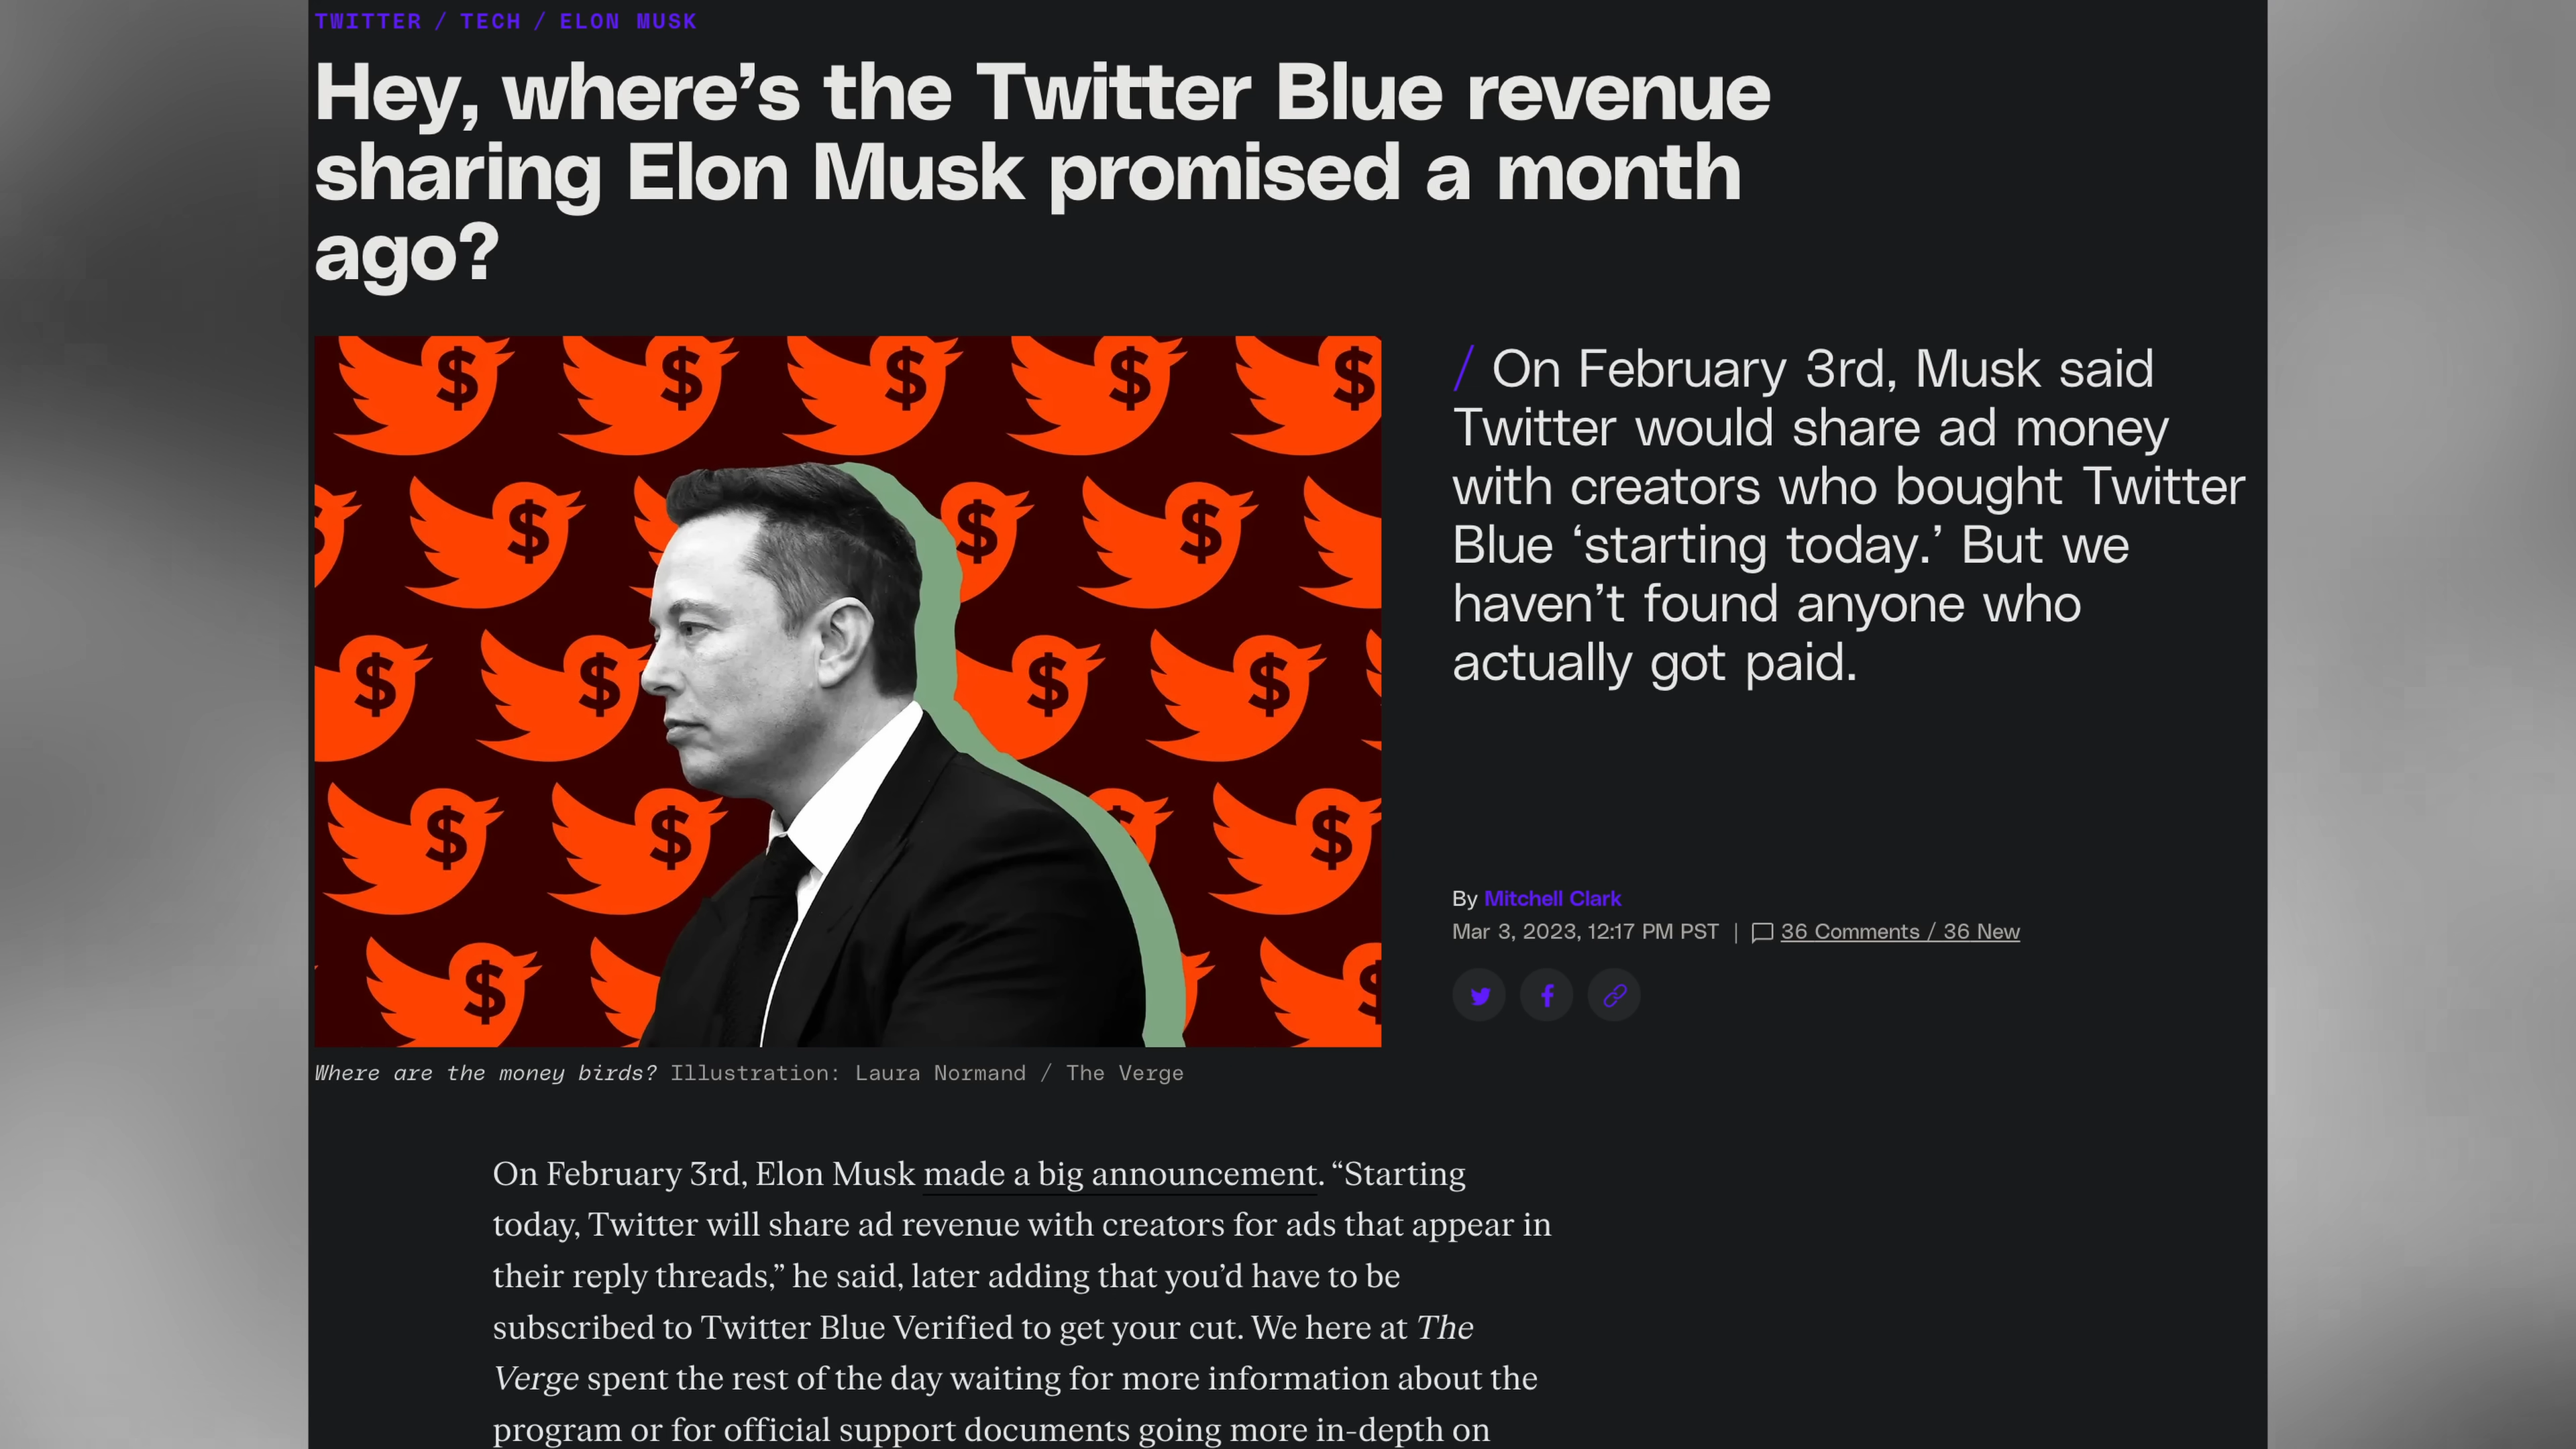 TWITTER / TECH / ELON MUSK
Hey, where’s the Twitter Blue revenue
sharing Elon Musk promised a month
ago?
/ On February 3rd, Musk said
Twitter would share ad money
with creators who bought Twitter
Blue ‘starting today.’ But we
haven’t found anyone who
actually got paid.
By Mitchell Clark
Mar 3, 2023, 12:17 PM PST | 36 Comments / 36 New
Where are the money birds? Illustration: Laura Normand / The Verge
On February 3rd, Elon Musk made a big announcement. “Starting
today, Twitter will share ad revenue with creators for ads that appear in
their reply threads,” he said, later adding that you’d have to be
subscribed to Twitter Blue Verified to get your cut. We here at The
Verge spent the rest of the day waiting for more information about the
program or for official support documents going more in-depth on